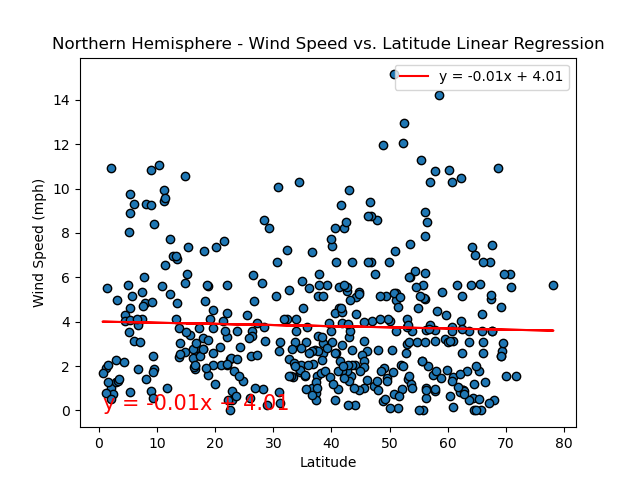 Northern Hemisphere - Wind Speed vs. Latitude Linear Regression
y = -0.01x + 4.01
14
12
10
8
6
4
2
0
Wind Speed (mph)
y = -0.01x + 4.01
0 10 20 30 40 50 60 70 80
Latitude